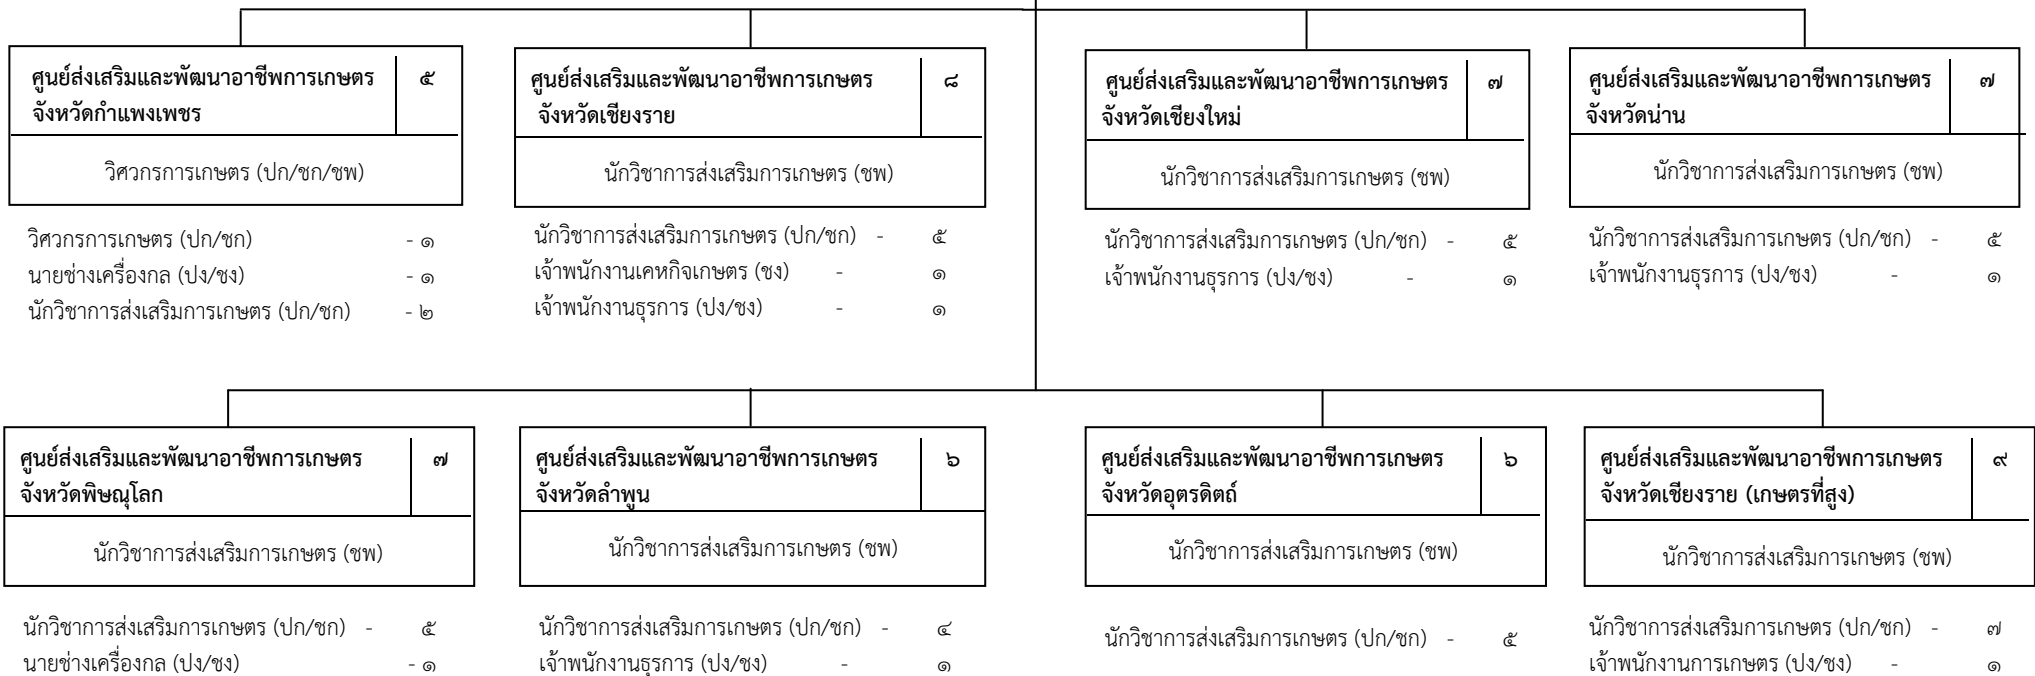 ศูนย์ส่งเสริมและพัฒนาอาชีพการเกษตร ๕
จังหวัดกำแพงเพชร
วิศวกรการเกษตร (ปก/ชก/ชพ)
วิศวกรการเกษตร (ปก/ชก) - ๑
นายช่างเครื่องกล (ปง/ชง) - ๑
นักวิชาการส่งเสริมการเกษตร (ปก/ชก) - ๒
ศูนย์ส่งเสริมและพัฒนาอาชีพการเกษตร ๘
จังหวัดเชียงราย
นักวิชาการส่งเสริมการเกษตร (ชพ)
นักวิชาการส่งเสริมการเกษตร (ปก/ชก) - ๕
เจ้าพนักงานเคหกิจเกษตร (ชง) - ๑
เจ้าพนักงานธุรการ (ปง/ชง) - ๑
ศูนย์ส่งเสริมและพัฒนาอาชีพการเกษตร ๗
จังหวัดเชียงใหม่
นักวิชาการส่งเสริมการเกษตร (ชพ)
นักวิชาการส่งเสริมการเกษตร (ปก/ชก) - ๕
เจ้าพนักงานธุรการ (ปง/ชง) - ๑
ศูนย์ส่งเสริมและพัฒนาอาชีพการเกษตร ๗
จังหวัดน่าน
นักวิชาการส่งเสริมการเกษตร (ชพ)
นักวิชาการส่งเสริมการเกษตร (ปก/ชก) - ๕
เจ้าพนักงานธุรการ (ปง/ชง) - ๑
ศูนย์ส่งเสริมและพัฒนาอาชีพการเกษตร ๗
จังหวัดพิษณุโลก
นักวิชาการส่งเสริมการเกษตร (ชพ)
นักวิชาการส่งเสริมการเกษตร (ปก/ชก) - ๕
นายช่างเครื่องกล (ปง/ชง) - ๑
ศูนย์ส่งเสริมและพัฒนาอาชีพการเกษตร ๖
จังหวัดลำพูน
นักวิชาการส่งเสริมการเกษตร (ชพ)
นักวิชาการส่งเสริมการเกษตร (ปก/ชก) - ๔
เจ้าพนักงานธุรการ (ปง/ชง) - ๑
ศูนย์ส่งเสริมและพัฒนาอาชีพการเกษตร ๖
จังหวัดอุตรดิตถ์
นักวิชาการส่งเสริมการเกษตร (ชพ)
นักวิชาการส่งเสริมการเกษตร (ปก/ชก) - ๕
ศูนย์ส่งเสริมและพัฒนาอาชีพการเกษตร ๙
จังหวัดเชียงราย (เกษตรที่สูง)
นักวิชาการส่งเสริมการเกษตร (ชพ)
นักวิชาการส่งเสริมการเกษตร (ปก/ชก) - ๗
เจ้าพนักงานการเกษตร (ปง/ชง) - ๑